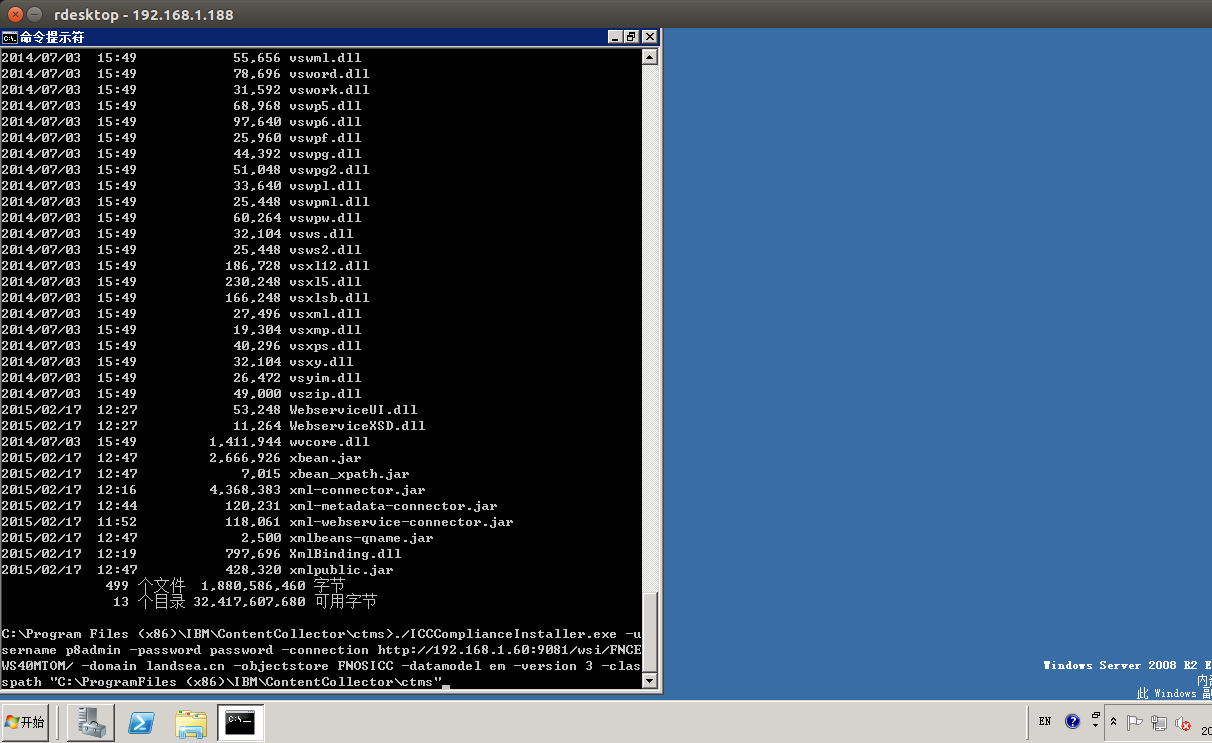 rdesktop - 192.168.1.188
命令提示符
2014/07/03  15:49            55,656 vswml.dll
2014/07/03  15:49            78,696 vsword.dll
2014/07/03  15:49            31,592 vswork.dll
2014/07/03  15:49            68,968 vswp5.dll
2014/07/03  15:49            97,640 vswp6.dll
2014/07/03  15:49            25,960 vswpf.dll
2014/07/03  15:49            44,392 vswpg.dll
2014/07/03  15:49            51,048 vswpg2.dll
2014/07/03  15:49            33,640 vswpl.dll
2014/07/03  15:49            25,448 vswpml.dll
2014/07/03  15:49            60,264 vswpw.dll
2014/07/03  15:49            32,104 vsws.dll
2014/07/03  15:49            25,448 vsws2.dll
2014/07/03  15:49           186,728 vsxl12.dll
2014/07/03  15:49           230,248 vsxl5.dll
2014/07/03  15:49           166,248 vsxlsb.dll
2014/07/03  15:49            27,496 vsxml.dll
2014/07/03  15:49            19,304 vsxmp.dll
2014/07/03  15:49            40,296 vsxps.dll
2014/07/03  15:49            32,104 vsxy.dll
2014/07/03  15:49            26,472 vsyim.dll
2014/07/03  15:49            49,000 vszip.dll
2015/02/17  12:27            53,248 WebserviceUI.dll
2015/02/17  12:27            11,264 WebserviceXSD.dll
2014/07/03  15:49         1,411,944 wvcore.dll
2015/02/17  12:47         2,666,926 xbean.jar
2015/02/17  12:47             7,015 xbean_xpath.jar
2015/02/17  12:16         4,368,383 xml-connector.jar
2015/02/17  12:44           120,231 xml-metadata-connector.jar
2015/02/17  11:52           118,061 xml-webservice-connector.jar
2015/02/17  12:47             2,500 xmlbeans-qname.jar
2015/02/17  12:19           797,696 XmlBinding.dll
2015/02/17  12:47           428,320 xmlpublic.jar
499 个文件  1,880,586,460 字节
13 个目录 32,417,607,680 可用字节
C:\Program Files (x86)\IBM\ContentCollector\ctms>./ICCComplianceInstaller.exe -u
sername p8admin -password password -connection http://192.168.1.60:9081/wsi/FNCE
WS40MTOM/ -domain landsea.cn -objectstore FNOSICC -datamodel em -version 3 -clas
spath "C:\ProgramFiles (x86)\IBM\ContentCollector\ctms"
Windows Server 2008 R2 E
内部
此 Windows 副
开始
C:\_
EN
20